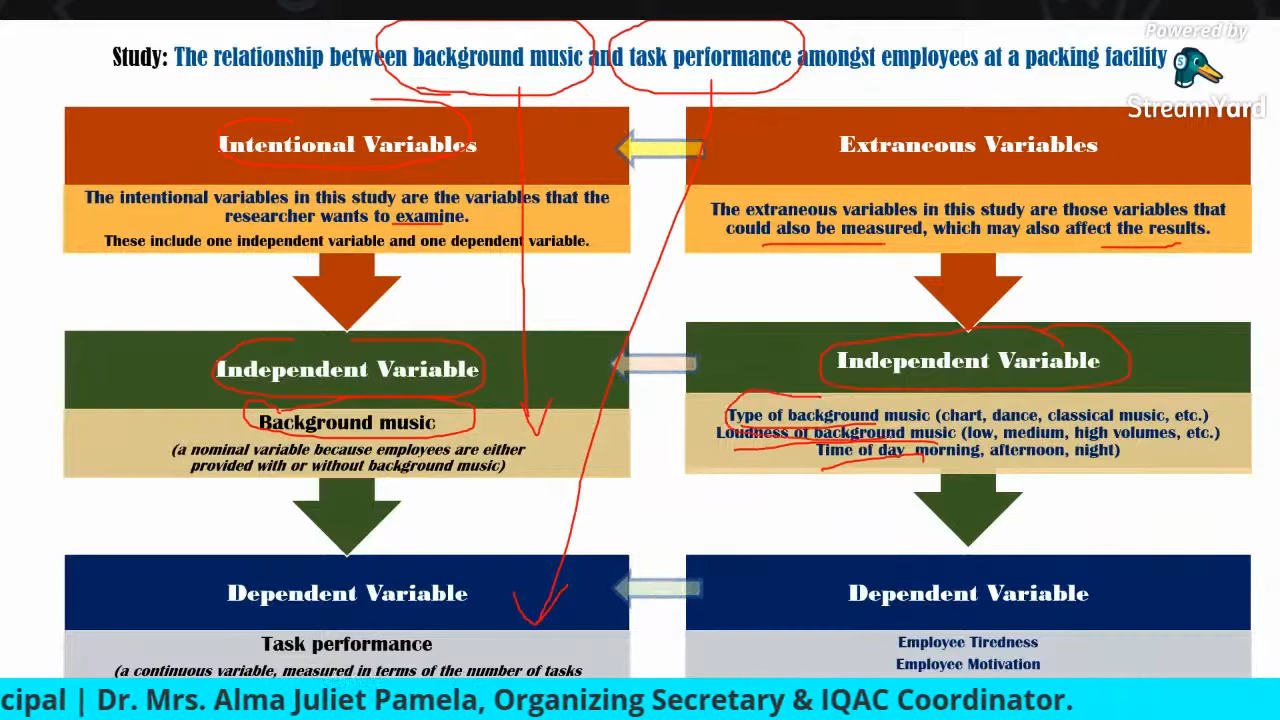 Study: The relationship between background music and task performance amongst employees at a packing facility
Powered by
StreamYard
Intentional Variables
The intentional variables in this study are the variables that the
researcher wants to examine.
These include one independent variable and one dependent variable.
Independent Variable
Background music
(a nominal variable because employees are either
provided with or without background music)
Dependent Variable
Task performance
(a continuous variable, measured in terms of the number of tasks
Extraneous Variables
The extraneous variables in this study are those variables that
could also be measured, which may also affect the results.
Independent Variable
Type of background music (chart, dance, classical music, etc.)
Loudness of background music (low, medium, high volumes, etc.)
Time of day morning, afternoon, night)
Dependent Variable
Employee Tiredness
Employee Motivation
cipal | Dr. Mrs. Alma Juliet Pamela, Organizing Secretary & IQAC Coordinator.